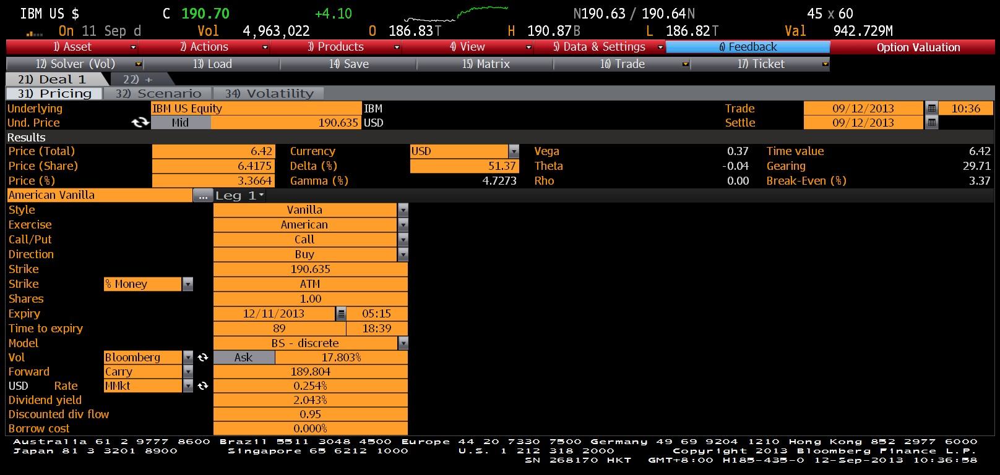 IBM US $ C 190.70 +4.10 N190.63 / 190.64N 45 x 60
On 11 Sep d Vol 4,963,022 O 186.83T H 190.87B L 186.82T Val 942.729M
1) Asset 2) Actions 3) Products 4) View 5) Data & Settings 6) Feedback Option Valuation
12) Solver (Vol) 13) Load 14) Save 15) Matrix 16) Trade 17) Ticket
21) Deal 1 22) +
31) Pricing 32) Scenario 34) Volatility
Underlying IBM US Equity IBM Trade 09/12/2013 10:36
Und. Price Mid 190.635 USD Settle 09/12/2013
Results
Price (Total) 6.42 Currency USD Vega 0.37 Time value 6.42
Price (Share) 6.4175 Delta (%) 51.37 Theta -0.04 Gearing 29.71
Price (%) 3.3664 Gamma (%) 4.7273 Rho 0.00 Break-Even (%) 3.37
American Vanilla ... Leg 1
Style Vanilla
Exercise American
Call/Put Call
Direction Buy
Strike 190.635
Strike % Money ATM
Shares 1.00
Expiry 12/11/2013 05:15
Time to expiry 89 18:39
Model BS - discrete
Vol Bloomberg Ask 17.803%
Forward Carry 189.804
USD Rate MMkt 0.254%
Dividend yield 2.043%
Discounted div flow 0.95
Borrow cost 0.000%
Australia 61 2 9777 8600 Brazil 5511 3048 4500 Europe 44 20 7330 7500 Germany 49 69 9204 1210 Hong Kong 852 2977 6000
Japan 81 3 3201 8900 Singapore 65 6212 1000 U.S. 1 212 318 2000 Copyright 2013 Bloomberg Finance L.P.
SN 268170 HKT GMT+8:00 H185-435-0 12-Sep-2013 10:36:58